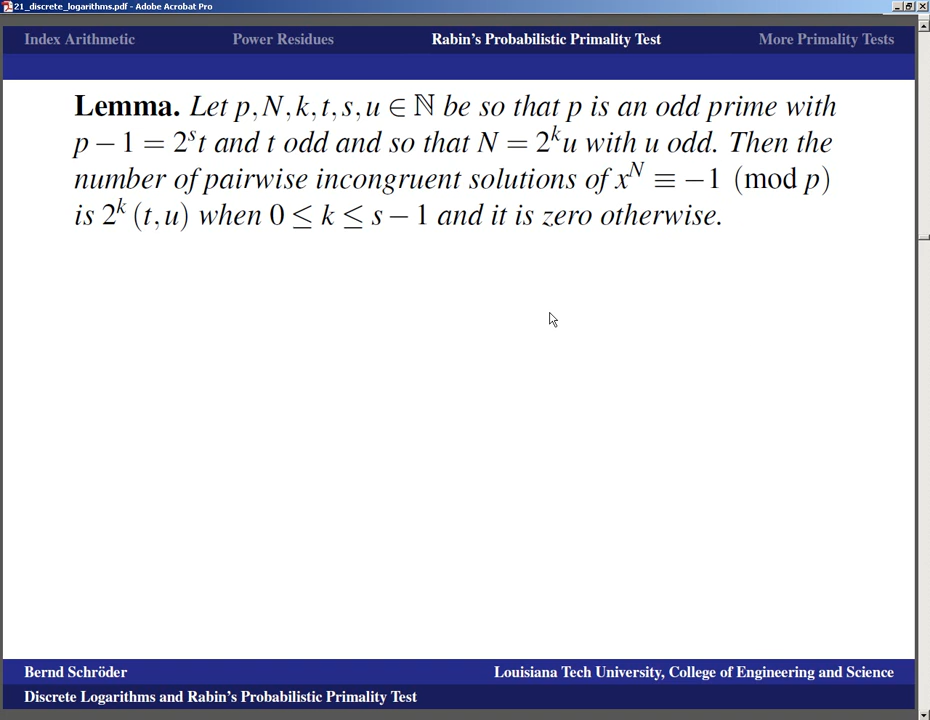 21_discrete_logarithms.pdf - Adobe Acrobat Pro
Index Arithmetic Power Residues Rabin's Probabilistic Primality Test More Primality Tests
Lemma. Let p, N, k, t, s, u ∈ ℕ be so that p is an odd prime with
p − 1 = 2^s t and t odd and so that N = 2^k u with u odd. Then the
number of pairwise incongruent solutions of x^N ≡ −1 (mod p)
is 2^k (t, u) when 0 ≤ k ≤ s − 1 and it is zero otherwise.
Bernd Schröder Louisiana Tech University, College of Engineering and Science
Discrete Logarithms and Rabin's Probabilistic Primality Test